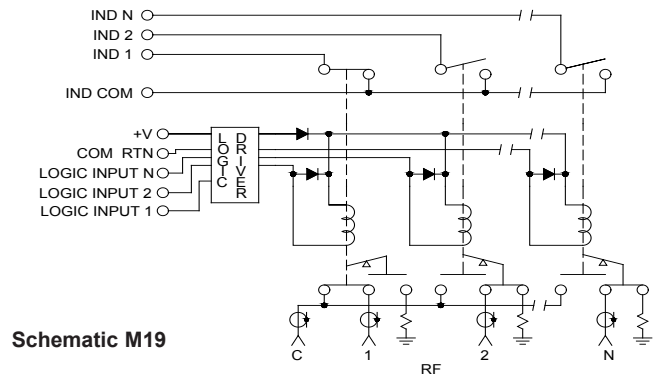 IND N
IND 2
IND 1
IND COM
+V
COM RTN
LOGIC INPUT N
LOGIC INPUT 2
LOGIC INPUT 1
LOGIC
DRIVER
Schematic M19
C 1 2 N
RF